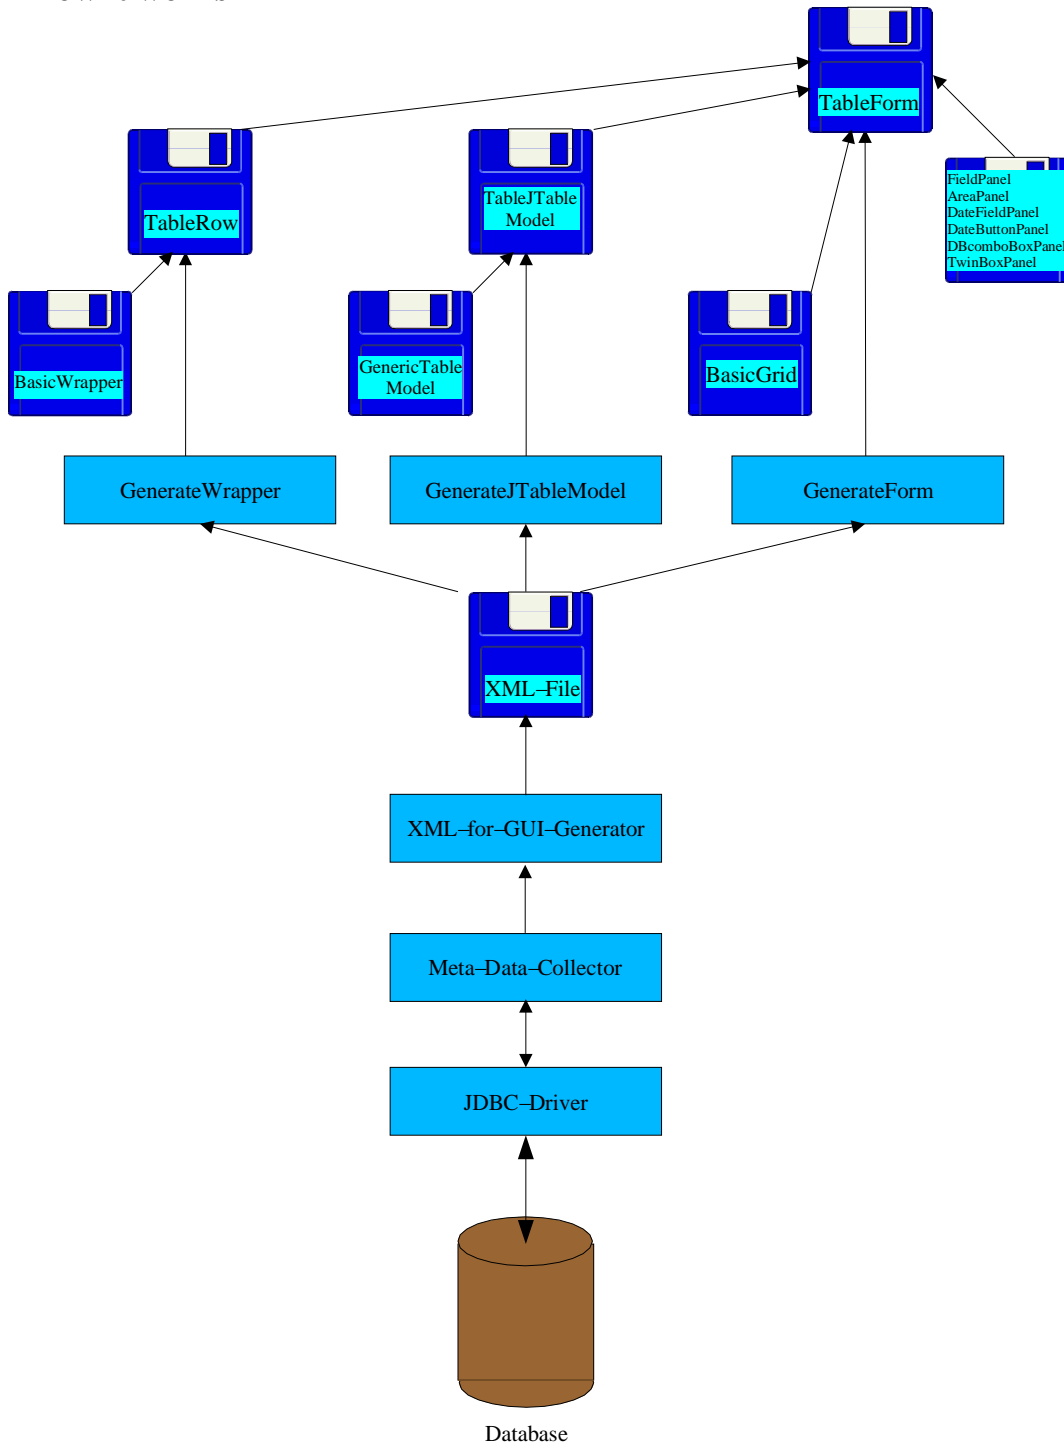 TableForm
TableRow
TableJTable
Model
FieldPanel
AreaPanel
DateFieldPanel
DateButtonPanel
DBcomboBoxPanel
TwinBoxPanel
BasicWrapper
GenericTable
Model
BasicGrid
GenerateWrapper
GenerateJTableModel
GenerateForm
XML–File
XML–for–GUI–Generator
Meta–Data–Collector
JDBC–Driver
Database